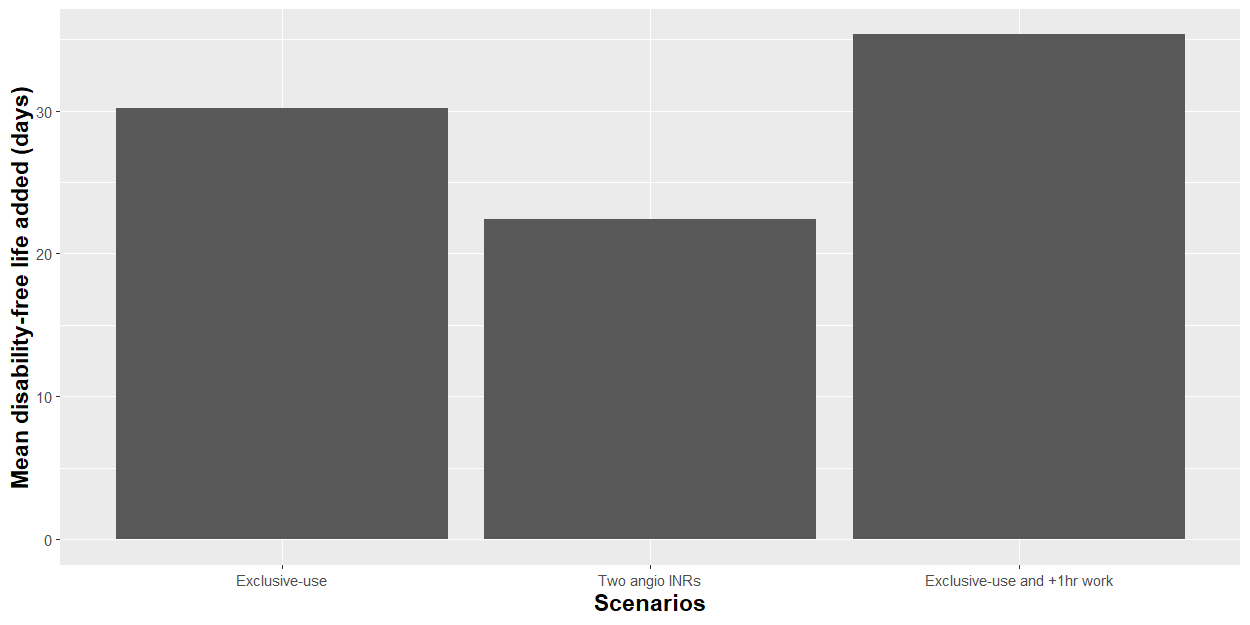 Mean disability-free life added (days)
30
20
10
0
Exclusive-use
Two angio INRs
Exclusive-use and +1hr work
Scenarios